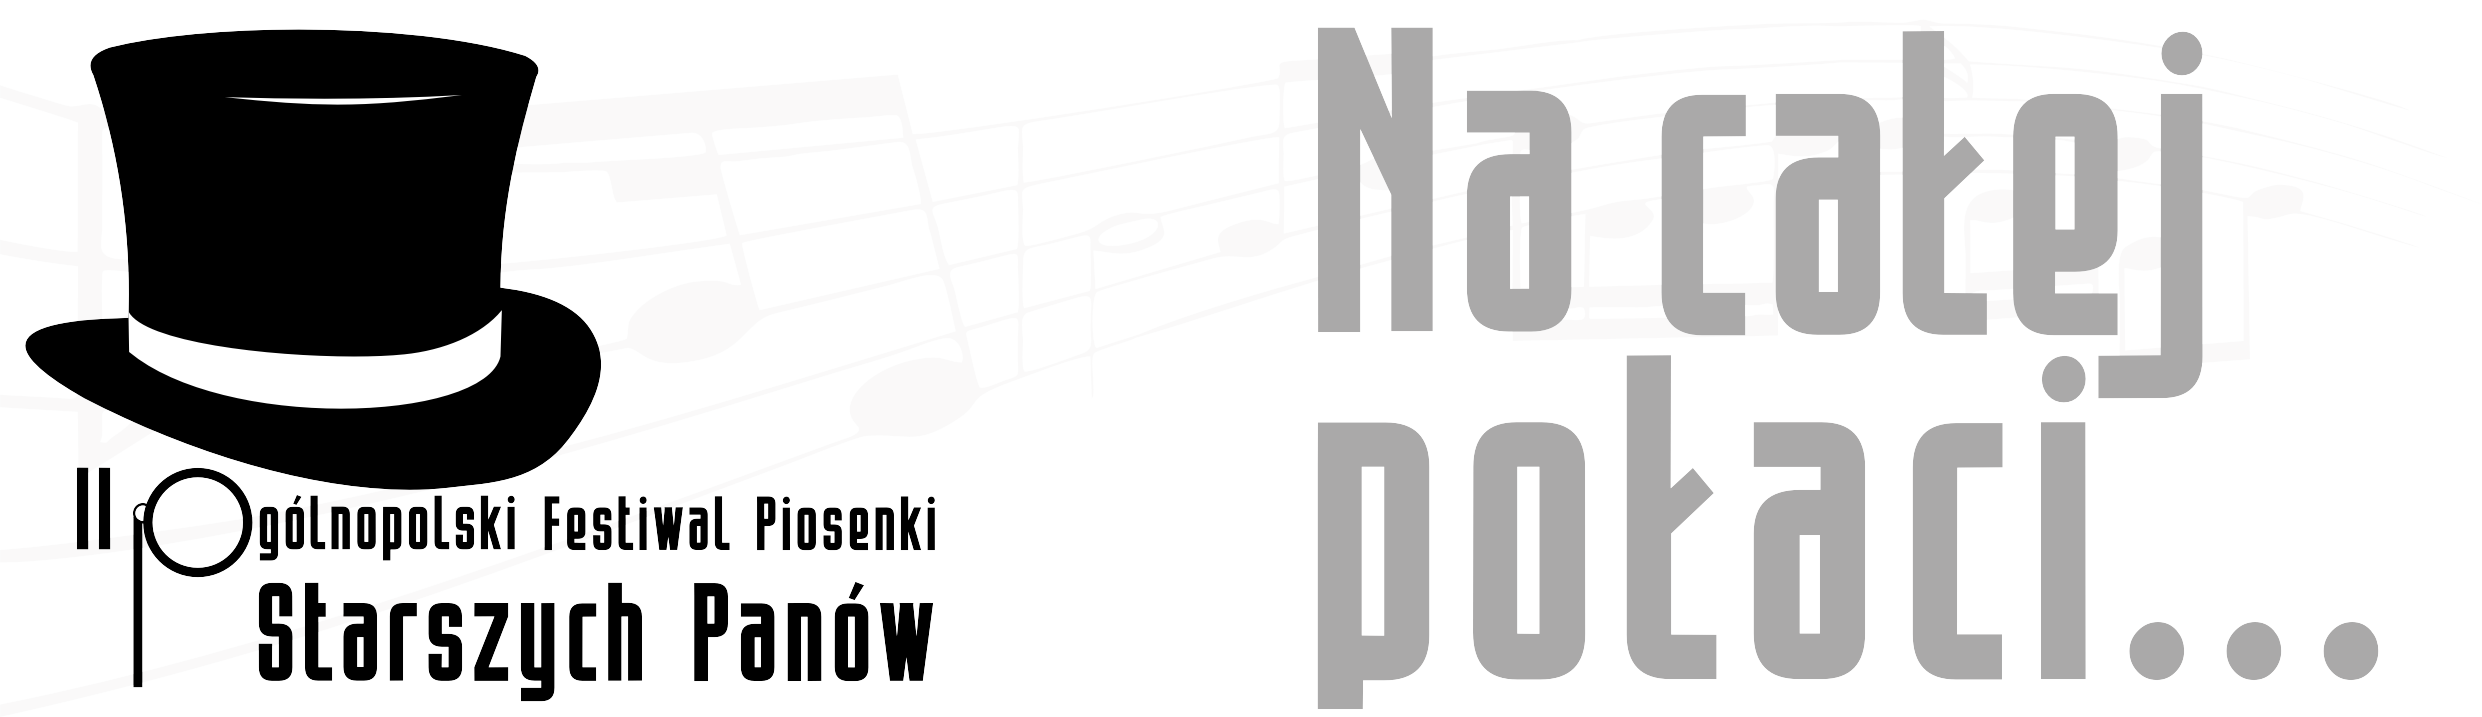 II Ogólnopolski Festiwal Piosenki
Starszych Panów
Na całej
połaci...